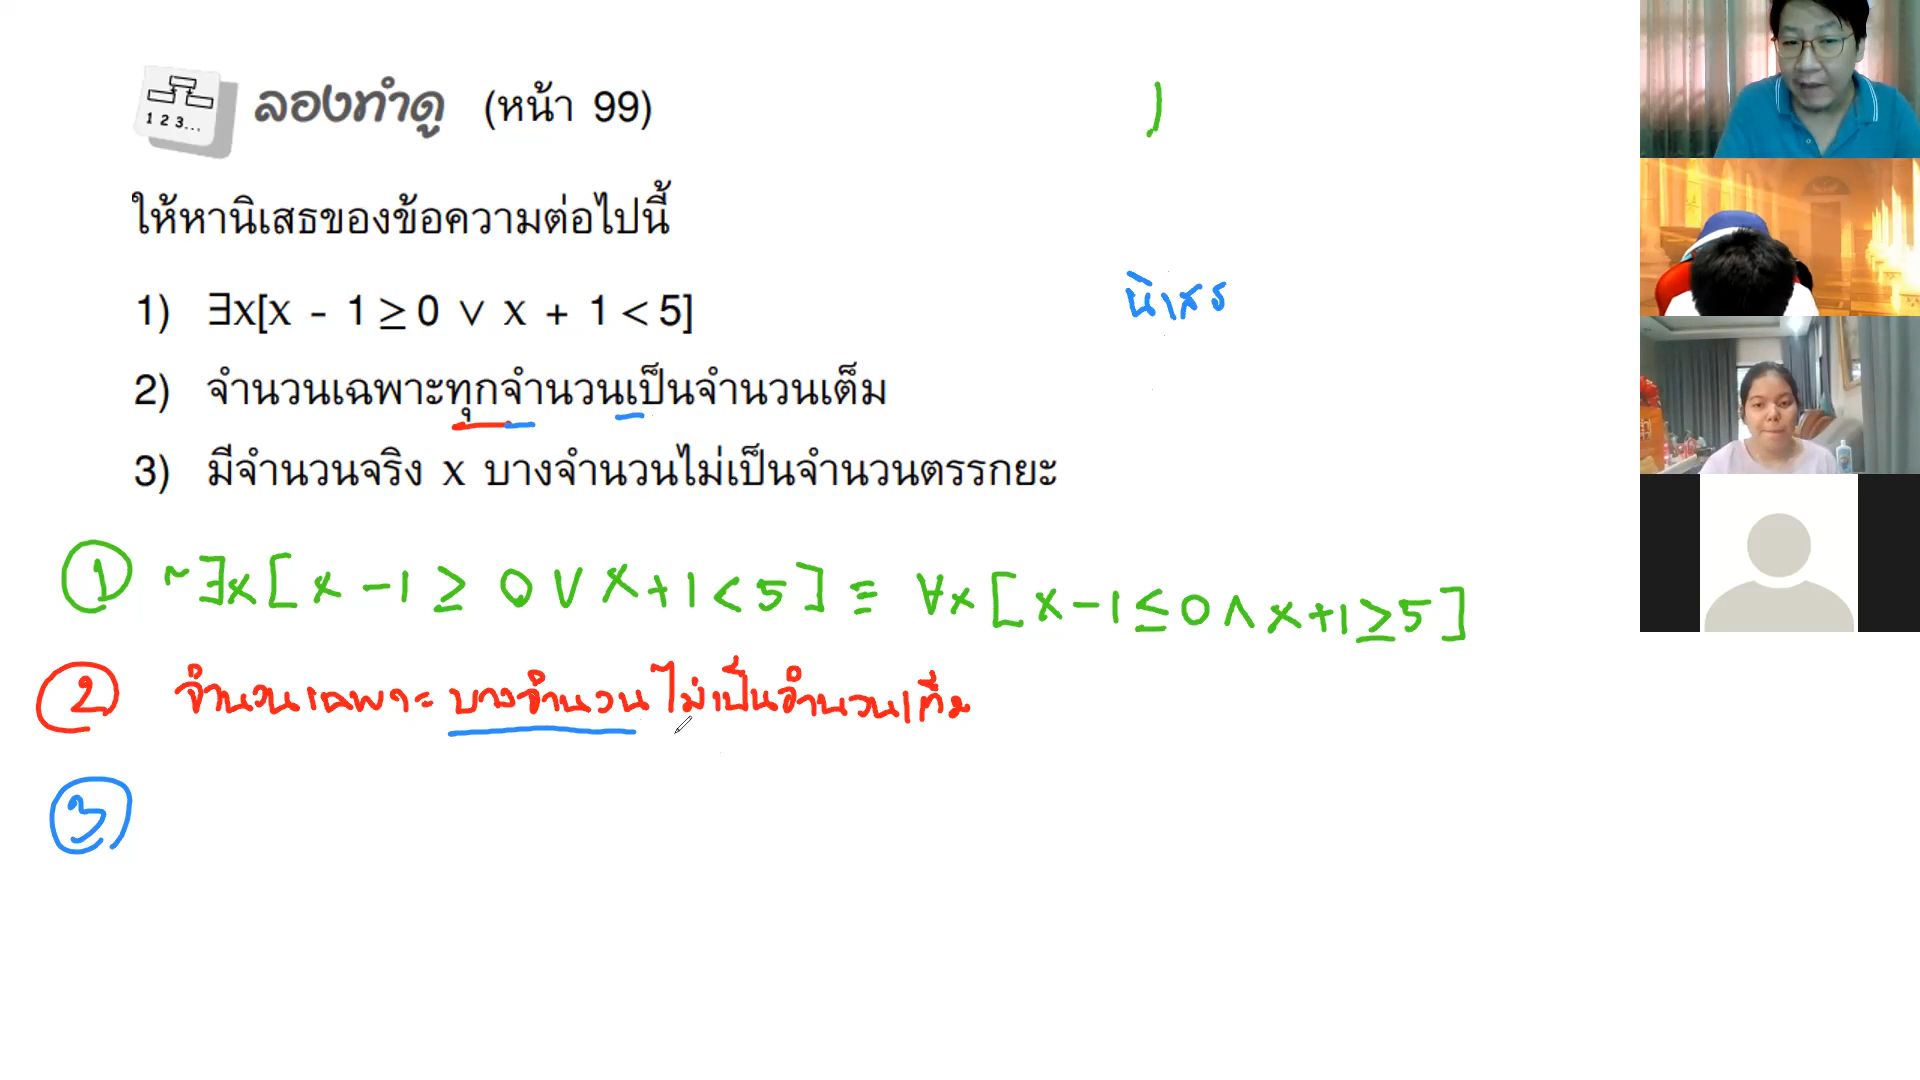 1 2 3...
ลองทำดู (หน้า 99)
ให้หานิเสธของข้อความต่อไปนี้
1) ∃x[x - 1 ≥ 0 ∨ x + 1 < 5]
นิเสธ
2) จำนวนเฉพาะทุกจำนวนเป็นจำนวนเต็ม
3) มีจำนวนจริง x บางจำนวนไม่เป็นจำนวนตรรกยะ
1 ~∃x[x-1≥0∨x+1<5] ≡ ∀x[x-1≤0∧x+1≥5]
2 จำนวนเฉพาะบางจำนวนไม่เป็นจำนวนเต็ม
3